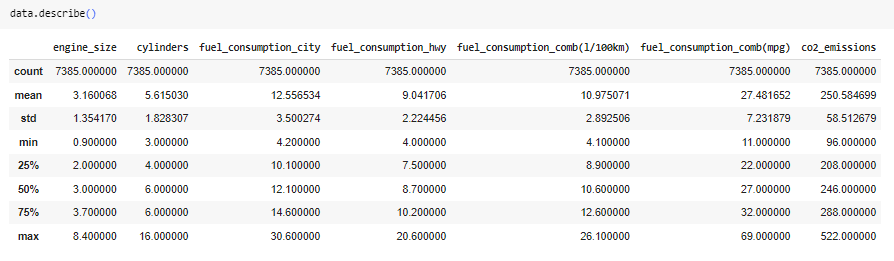 data.describe()
engine_size cylinders fuel_consumption_city fuel_consumption_hwy fuel_consumption_comb(l/100km) fuel_consumption_comb(mpg) co2_emissions
count 7385.000000 7385.000000 7385.000000 7385.000000 7385.000000 7385.000000 7385.000000
mean 3.160068 5.615030 12.556534 9.041706 10.975071 27.481652 250.584699
std 1.354170 1.828307 3.500274 2.224456 2.892506 7.231879 58.512679
min 0.900000 3.000000 4.200000 4.000000 4.100000 11.000000 96.000000
25% 2.000000 4.000000 10.100000 7.500000 8.900000 22.000000 208.000000
50% 3.000000 6.000000 12.100000 8.700000 10.600000 27.000000 246.000000
75% 3.700000 6.000000 14.600000 10.200000 12.600000 32.000000 288.000000
max 8.400000 16.000000 30.600000 20.600000 26.100000 69.000000 522.000000